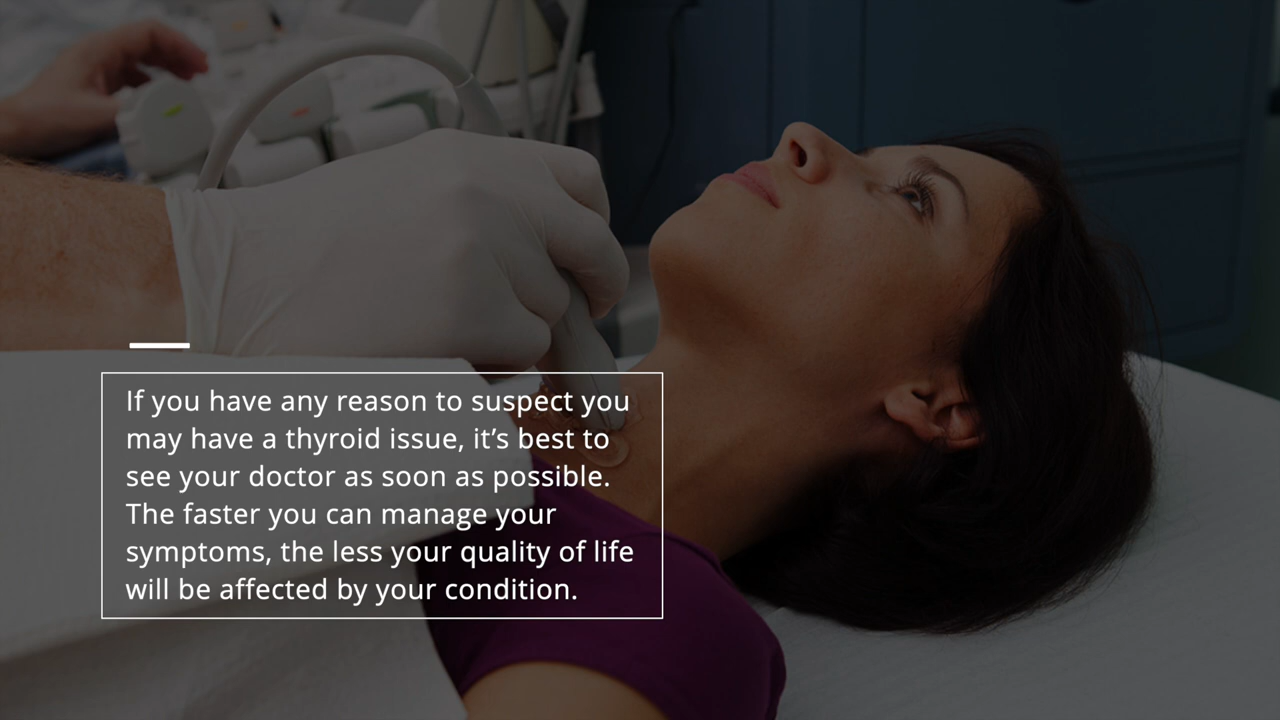 If you have any reason to suspect you
may have a thyroid issue, it’s best to
see your doctor as soon as possible.
The faster you can manage your
symptoms, the less your quality of life
will be affected by your condition.